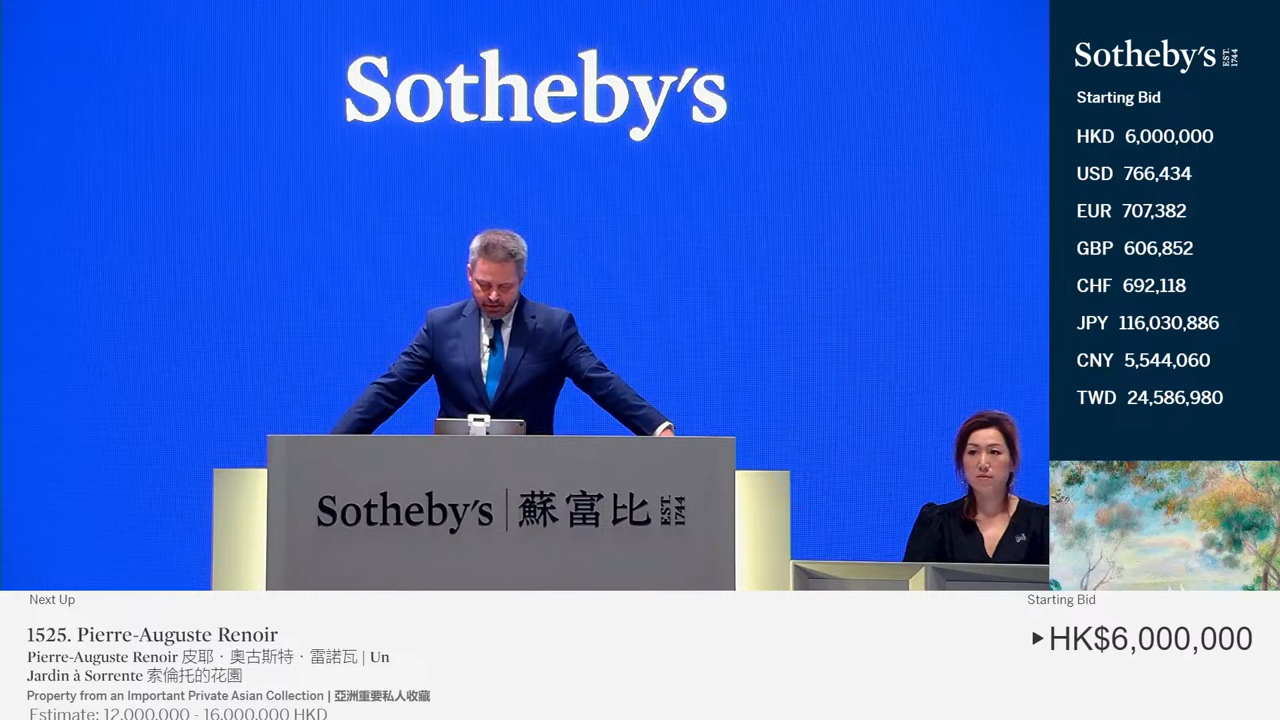 Sotheby's
Sotheby's | 蘇富比 EST. 1744
Sotheby's EST. 1744
Starting Bid
HKD 6,000,000
USD 766,434
EUR 707,382
GBP 606,852
CHF 692,118
JPY 116,030,886
CNY 5,544,060
TWD 24,586,980
Next Up
1525. Pierre-Auguste Renoir
Pierre-Auguste Renoir 皮耶・奧古斯特・雷諾瓦 | Un
Jardin à Sorrente 索倫托的花園
Property from an Important Private Asian Collection | 亞洲重要私人收藏
Estimate: 12,000,000 - 16,000,000 HKD
Starting Bid
▸HK$6,000,000